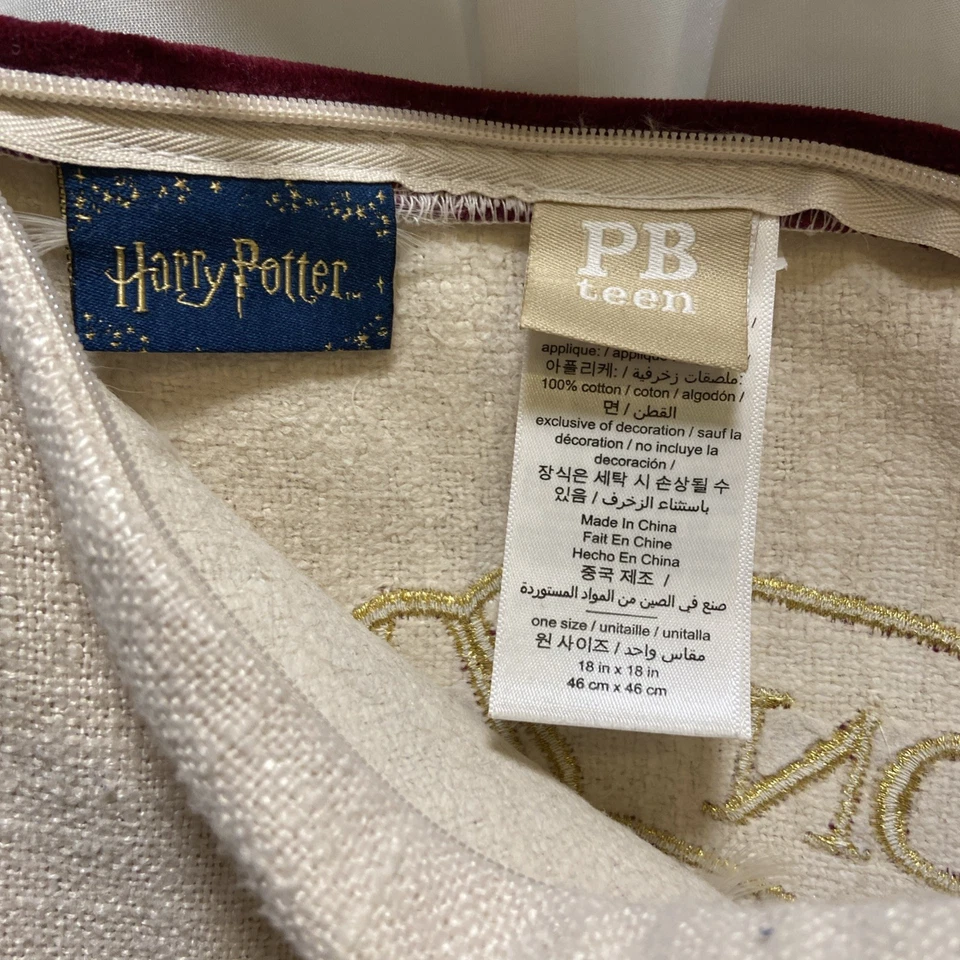 Harry Potter™
PB
teen
applique: / applique
아플리케: / ملصقات زخرفية:
100% cotton / coton / algodón /
면 / القطن
exclusive of decoration / sauf la
décoration / no incluye la
decoración /
장식은 세탁 시 손상될 수
있음 / باستثناء الزخرف
Made In China
Fait En Chine
Hecho En China
중국 제조 /
صنع في الصين من المواد المستوردة
one size / unitaille / unitalla
원 사이즈 / مقاس واحد
18 in x 18 in
46 cm x 46 cm